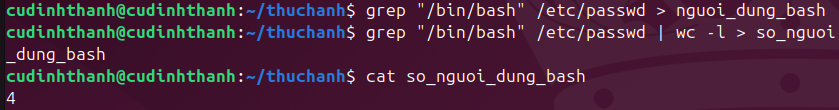 cudinhthanh@cudinhthanh:~/thuchanh$ grep "/bin/bash" /etc/passwd > nguoi_dung_bash
cudinhthanh@cudinhthanh:~/thuchanh$ grep "/bin/bash" /etc/passwd | wc -l > so_nguoi
_dung_bash
cudinhthanh@cudinhthanh:~/thuchanh$ cat so_nguoi_dung_bash
4